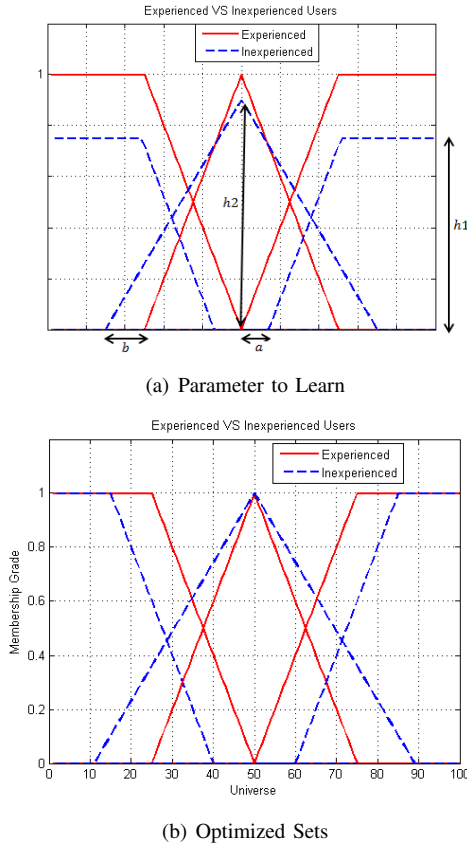 Experienced VS Inexperienced Users
Experienced
Inexperienced
1
h2
h1
b
a
(a) Parameter to Learn
Experienced VS Inexperienced Users
Experienced
Inexperienced
1
0.8
0.6
0.4
0.2
0
Membership Grade
0 10 20 30 40 50 60 70 80 90 100
Universe
(b) Optimized Sets